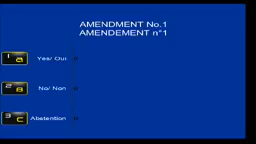 AMENDMENT No.1
AMENDEMENT n°1
1 a Yes/ Oui
2 B No/ Non
3 c Abstention